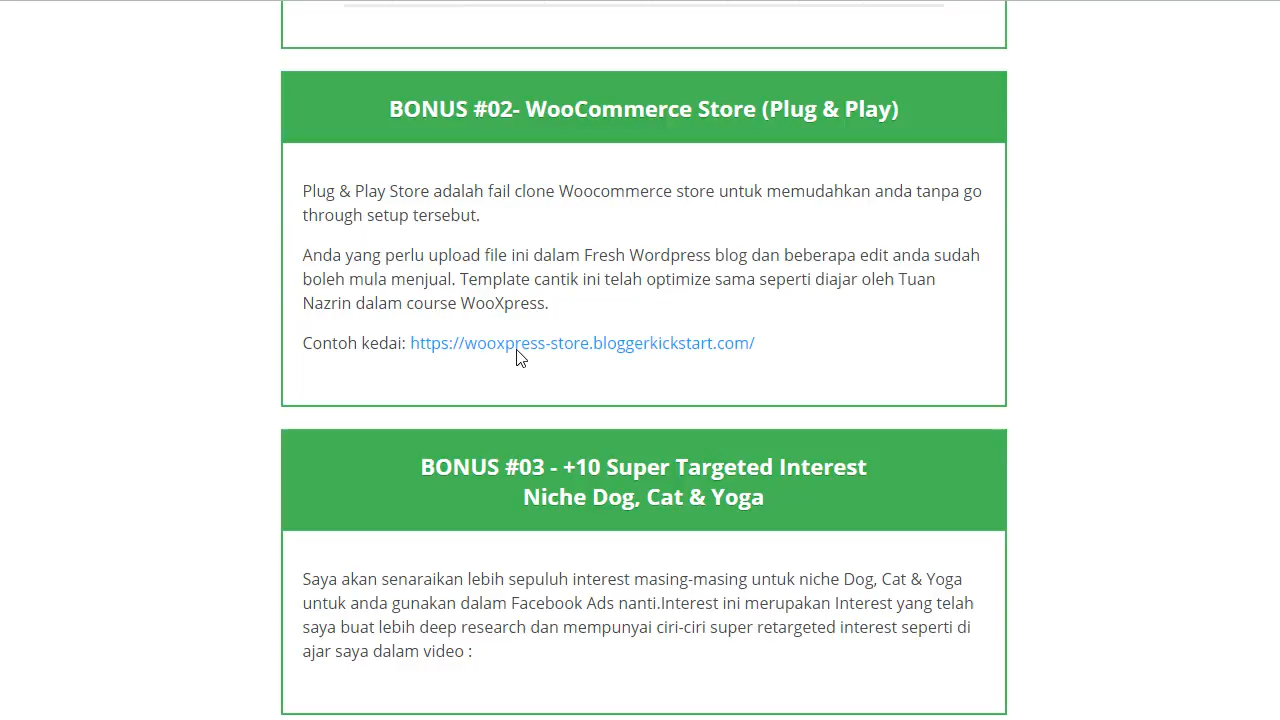 BONUS #02- WooCommerce Store (Plug & Play)
Plug & Play Store adalah fail clone Woocommerce store untuk memudahkan anda tanpa go
through setup tersebut.
Anda yang perlu upload file ini dalam Fresh Wordpress blog dan beberapa edit anda sudah
boleh mula menjual. Template cantik ini telah optimize sama seperti diajar oleh Tuan
Nazrin dalam course WooXpress.
Contoh kedai: https://wooxpress-store.bloggerkickstart.com/
BONUS #03 - +10 Super Targeted Interest
Niche Dog, Cat & Yoga
Saya akan senaraikan lebih sepuluh interest masing-masing untuk niche Dog, Cat & Yoga
untuk anda gunakan dalam Facebook Ads nanti.Interest ini merupakan Interest yang telah
saya buat lebih deep research dan mempunyai ciri-ciri super retargeted interest seperti di
ajar saya dalam video :